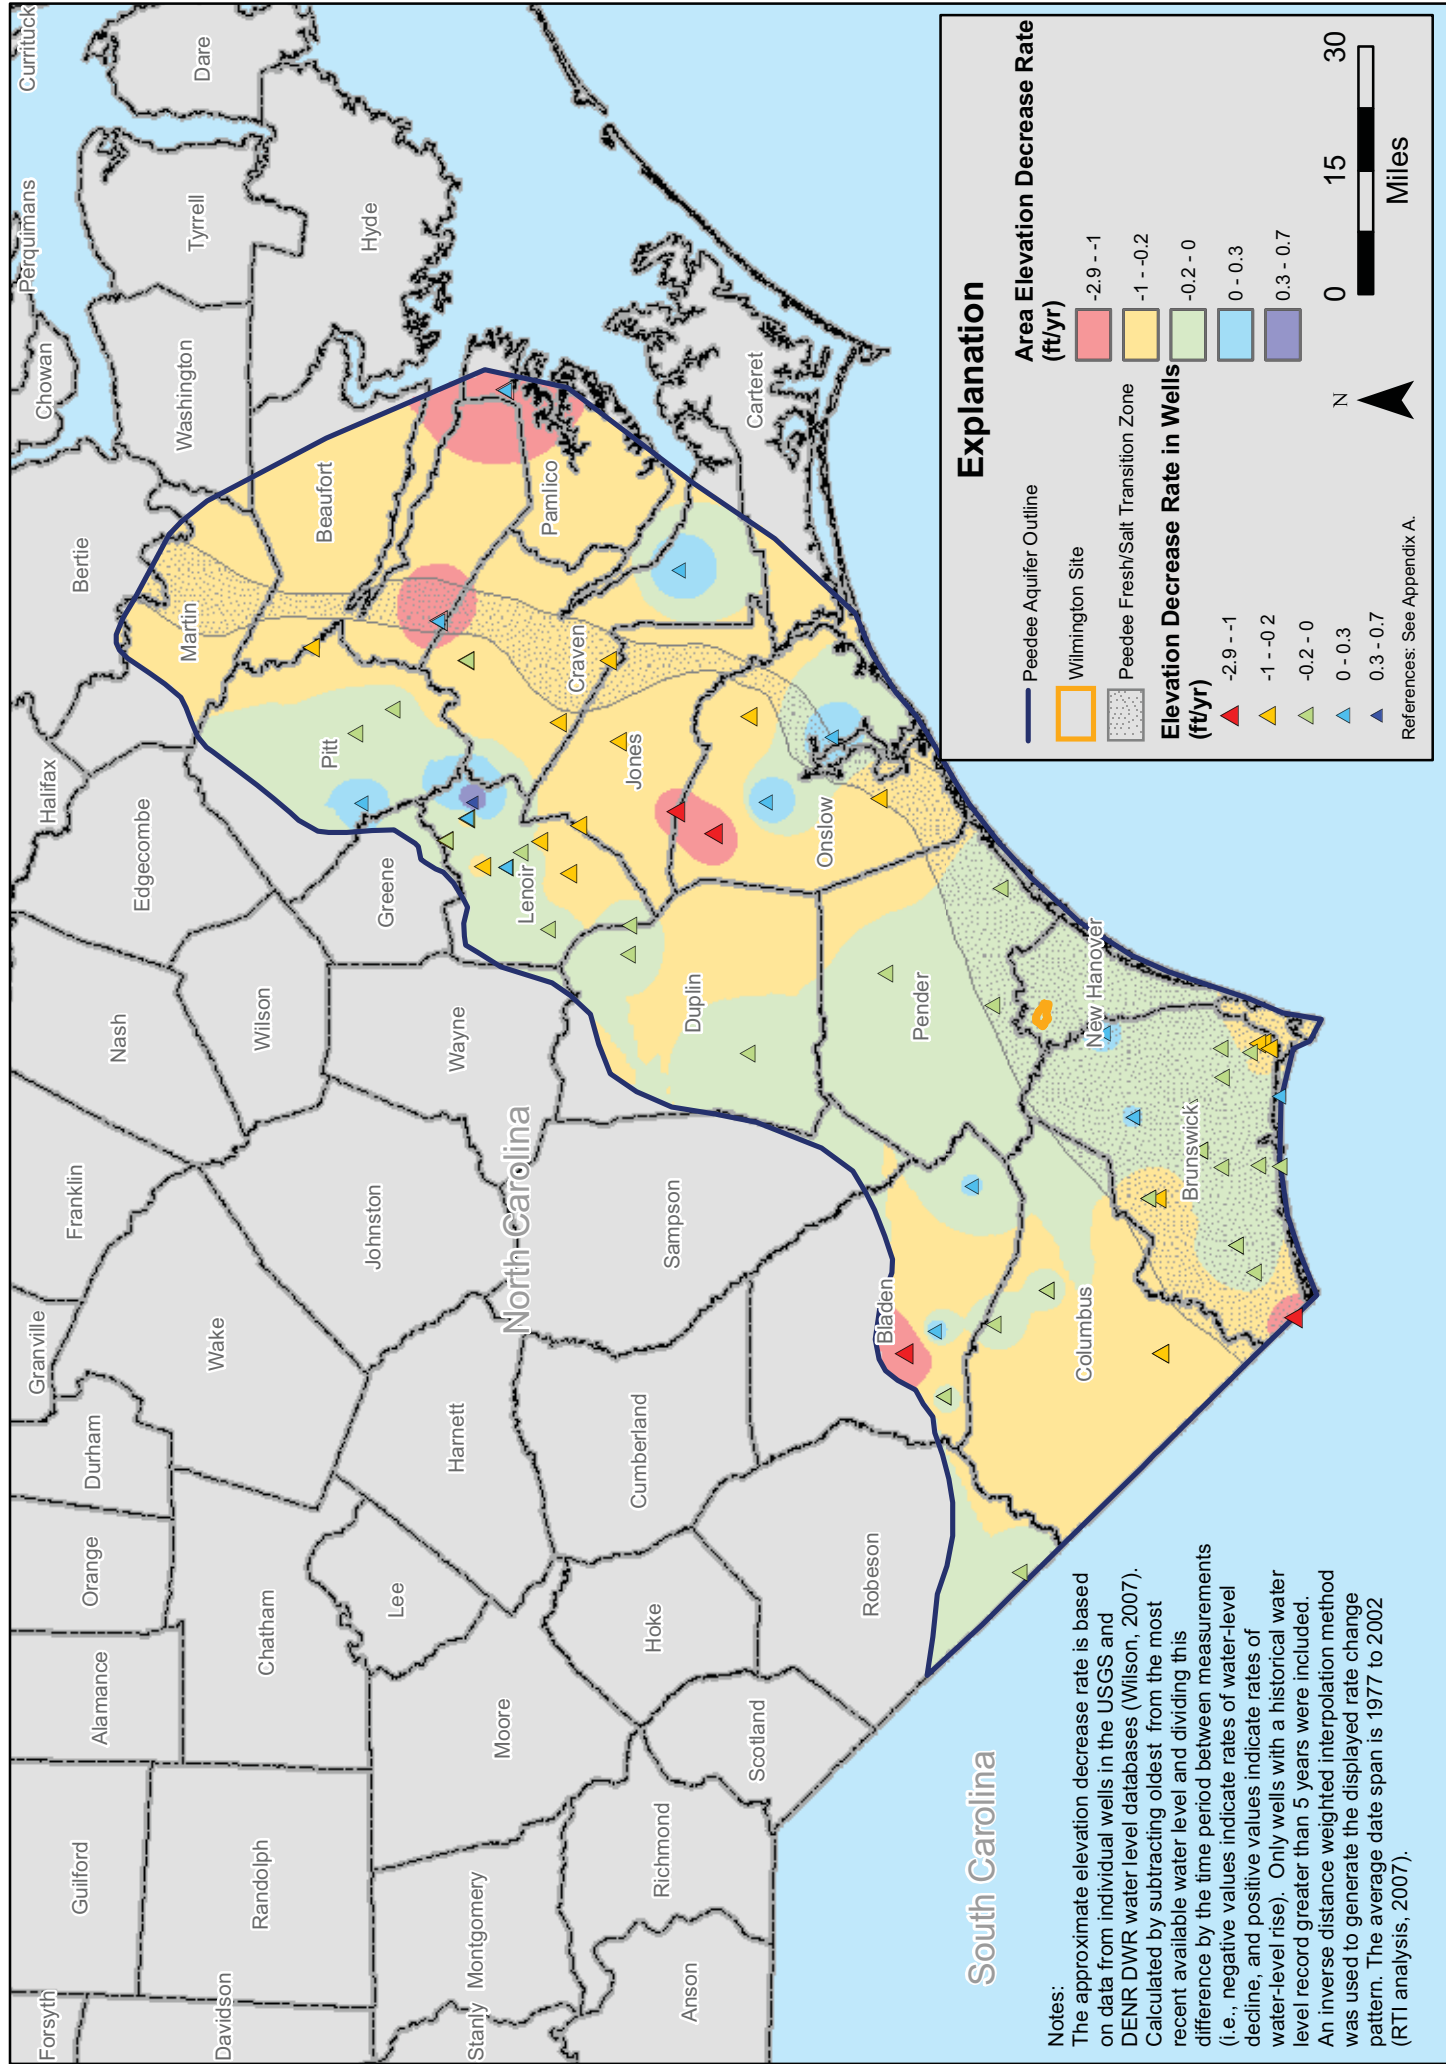 Forsyth
Guilford
Alamance
Orange
Durham
Granville
Franklin
Nash
Halifax
Edgecombe
Bertie
Chowan
Perquimans
Currituck
Davidson
Randolph
Chatham
Wake
Wilson
Martin
Washington
Tyrrell
Dare
Stanly
Montgomery
Moore
Lee
Harnett
Johnston
Wayne
Greene
Pitt
Beaufort
Hyde
North Carolina
Anson
Richmond
Scotland
Hoke
Cumberland
Sampson
Lenoir
Craven
Pamlico
Robeson
Bladen
Duplin
Jones
Carteret
Columbus
Pender
Onslow
Brunswick
New Hanover
South Carolina
Notes:
The approximate elevation decrease rate is based
on data from individual wells in the USGS and
DENR DWR water level databases (Wilson, 2007).
Calculated by subtracting oldest from the most
recent available water level and dividing this
difference by the time period between measurements
(i.e., negative values indicate rates of water-level
decline, and positive values indicate rates of
water-level rise). Only wells with a historical water
level record greater than 5 years were included.
An inverse distance weighted interpolation method
was used to generate the displayed rate change
pattern. The average date span is 1977 to 2002
(RTI analysis, 2007).
Explanation
Peedee Aquifer Outline
Wilmington Site
Peedee Fresh/Salt Transition Zone
Elevation Decrease Rate in Wells
(ft/yr)
-2.9 - -1
-1 - -0 2
-0.2 - 0
0 - 0.3
0.3 - 0.7
References: See Appendix A.
Area Elevation Decrease Rate
(ft/yr)
-2.9 - -1
-1 - -0.2
-0.2 - 0
0 - 0.3
0.3 - 0.7
N
0
15
30
Miles